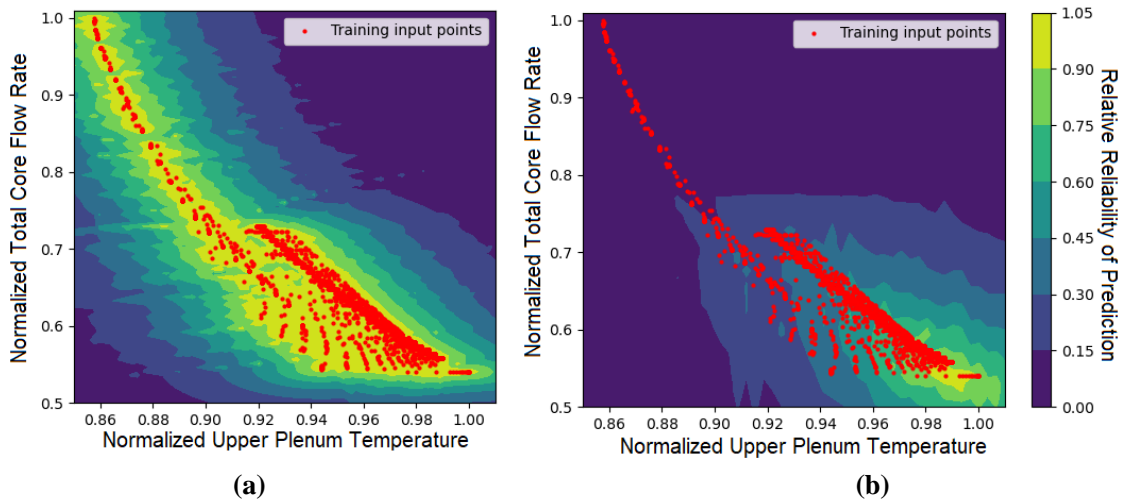 Training input points
Normalized Total Core Flow Rate
1.0
0.9
0.8
0.7
0.6
0.5
0.86 0.88 0.90 0.92 0.94 0.96 0.98 1.00
Normalized Upper Plenum Temperature
(a)
Training input points
Normalized Total Core Flow Rate
1.0
0.9
0.8
0.7
0.6
0.5
0.86 0.88 0.90 0.92 0.94 0.96 0.98 1.00
Normalized Upper Plenum Temperature
(b)
1.05
0.90
0.75
0.60
0.45
0.30
0.15
0.00
Relative Reliability of Prediction